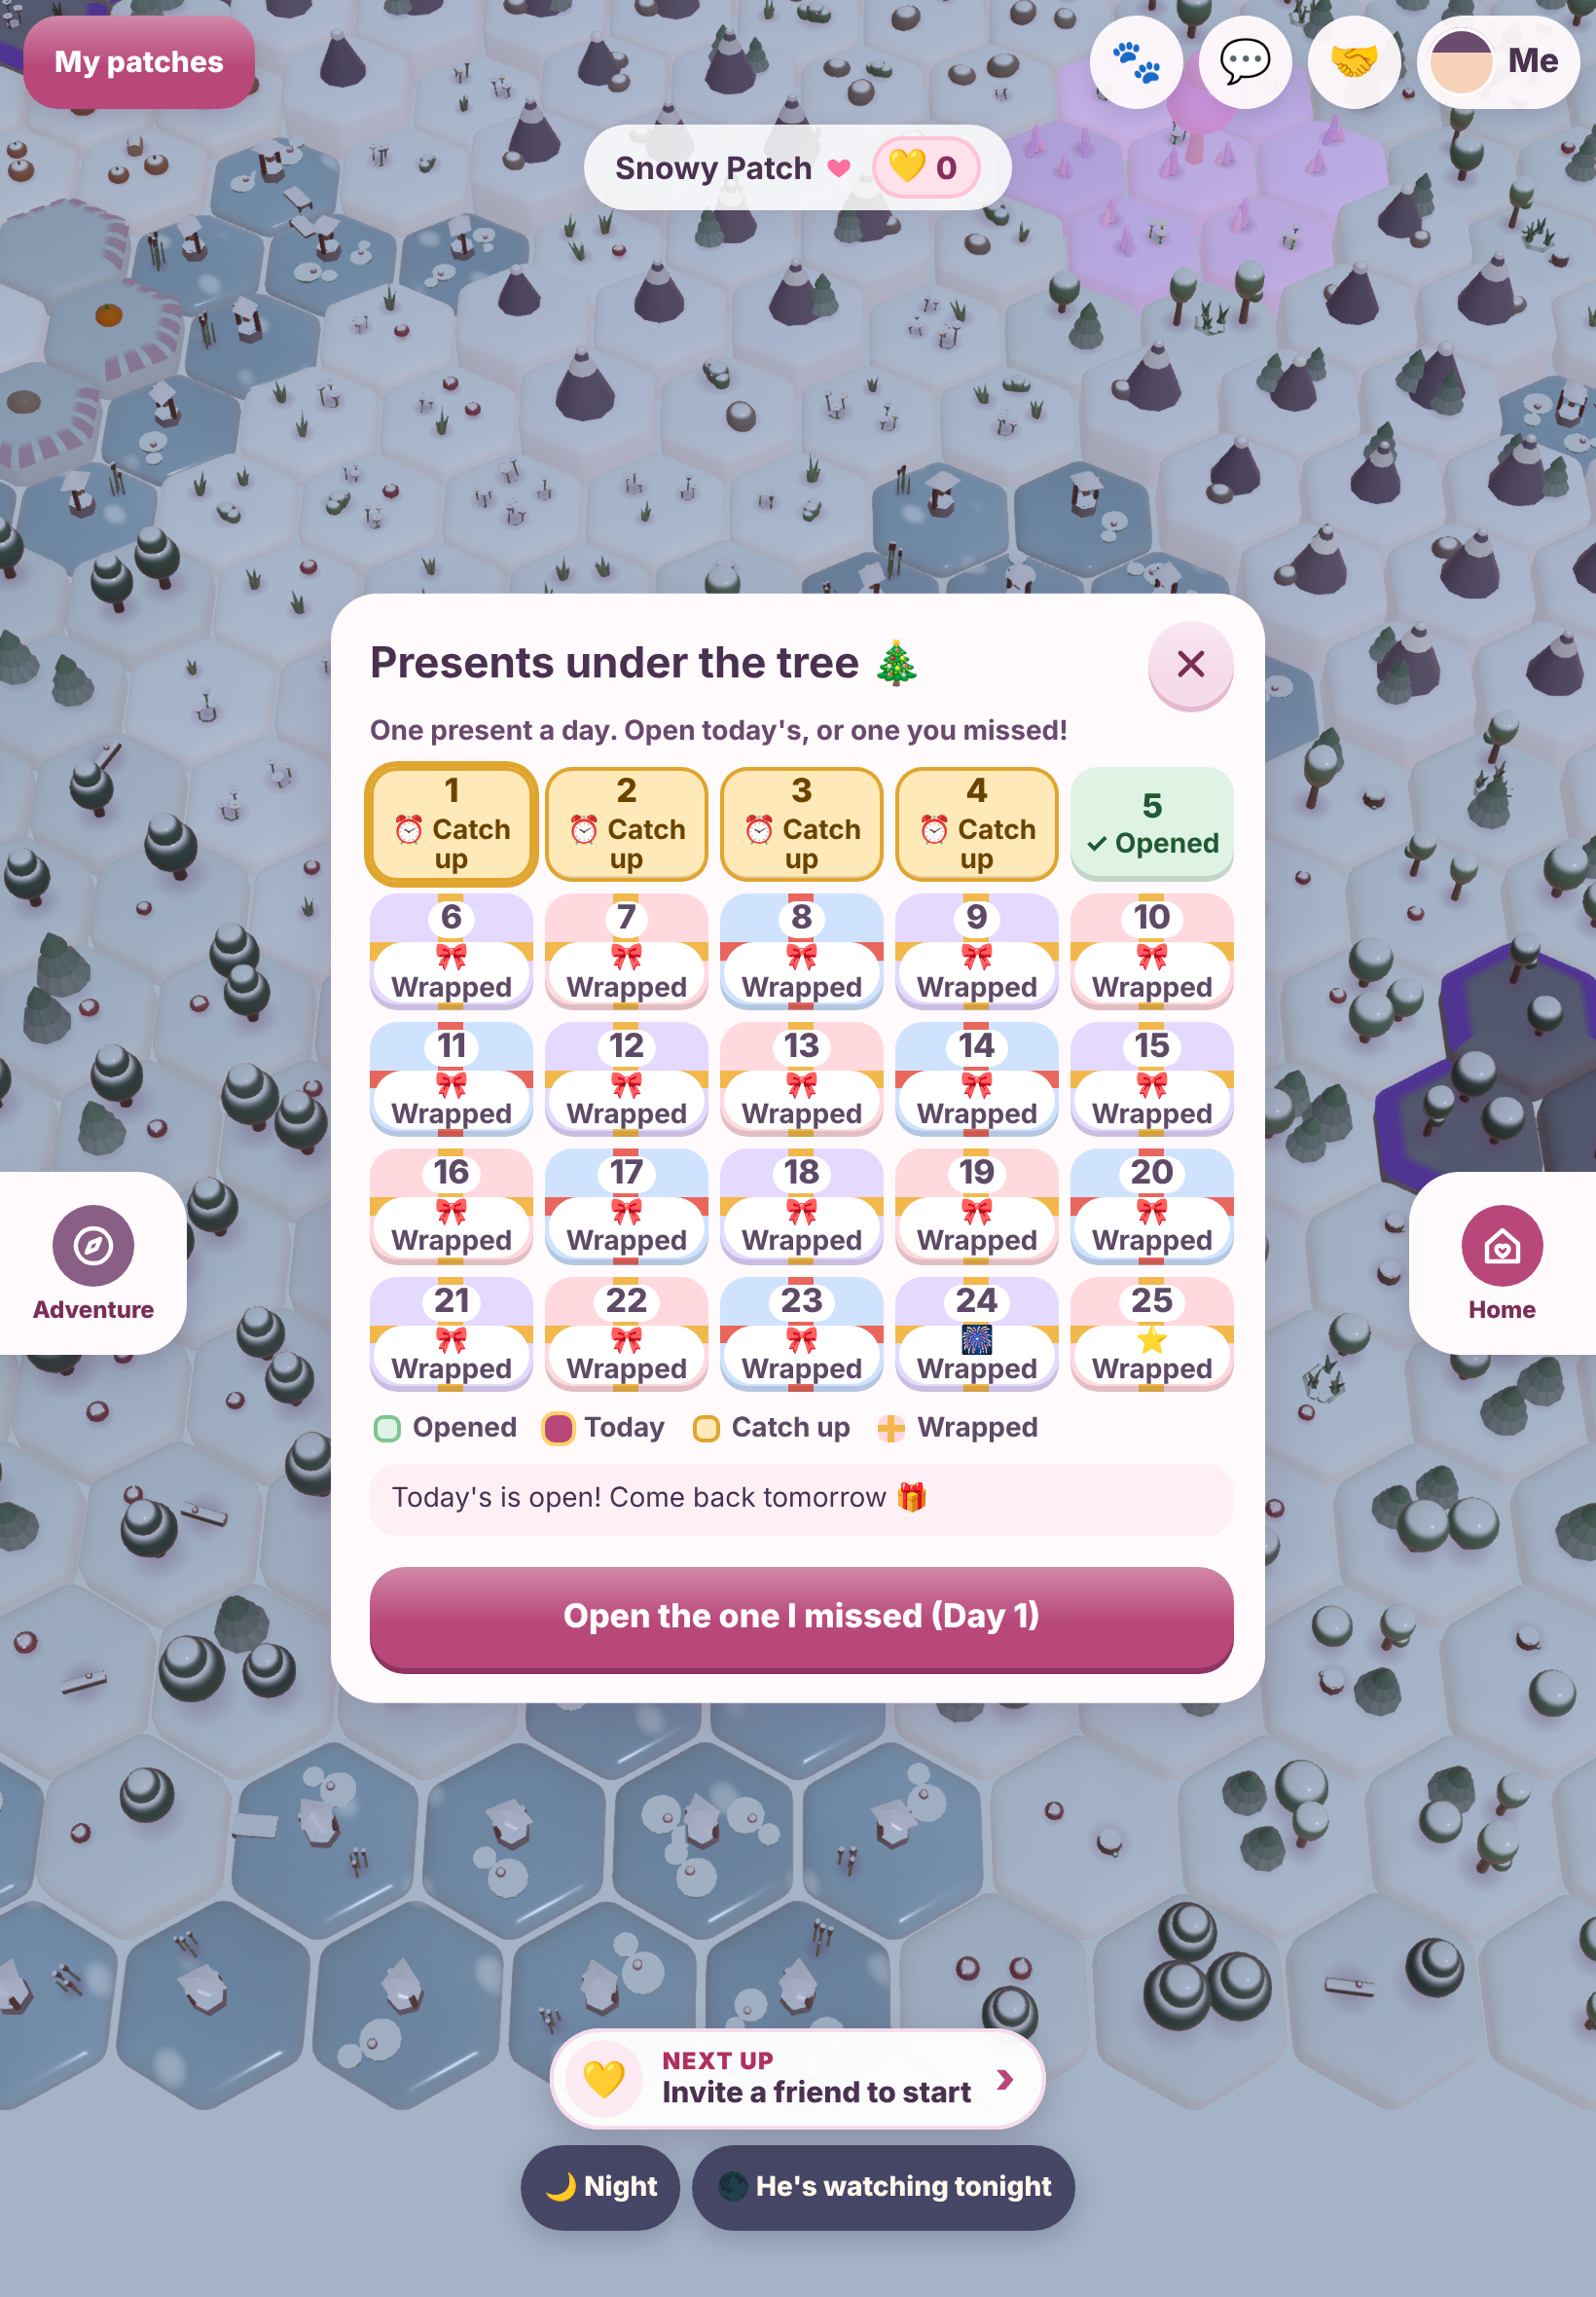 My patches
Me
Snowy Patch 💛 0
Presents under the tree 🎄
One present a day. Open today's, or one you missed!
1
⏰ Catch
up
2
⏰ Catch
up
3
⏰ Catch
up
4
⏰ Catch
up
5
✓ Opened
6
Wrapped
7
Wrapped
8
Wrapped
9
Wrapped
10
Wrapped
11
Wrapped
12
Wrapped
13
Wrapped
14
Wrapped
15
Wrapped
16
Wrapped
17
Wrapped
18
Wrapped
19
Wrapped
20
Wrapped
21
Wrapped
22
Wrapped
23
Wrapped
24
Wrapped
25
Wrapped
Opened Today Catch up Wrapped
Today's is open! Come back tomorrow 🎁
Open the one I missed (Day 1)
Adventure
Home
NEXT UP
Invite a friend to start
🌙 Night
🌑 He's watching tonight